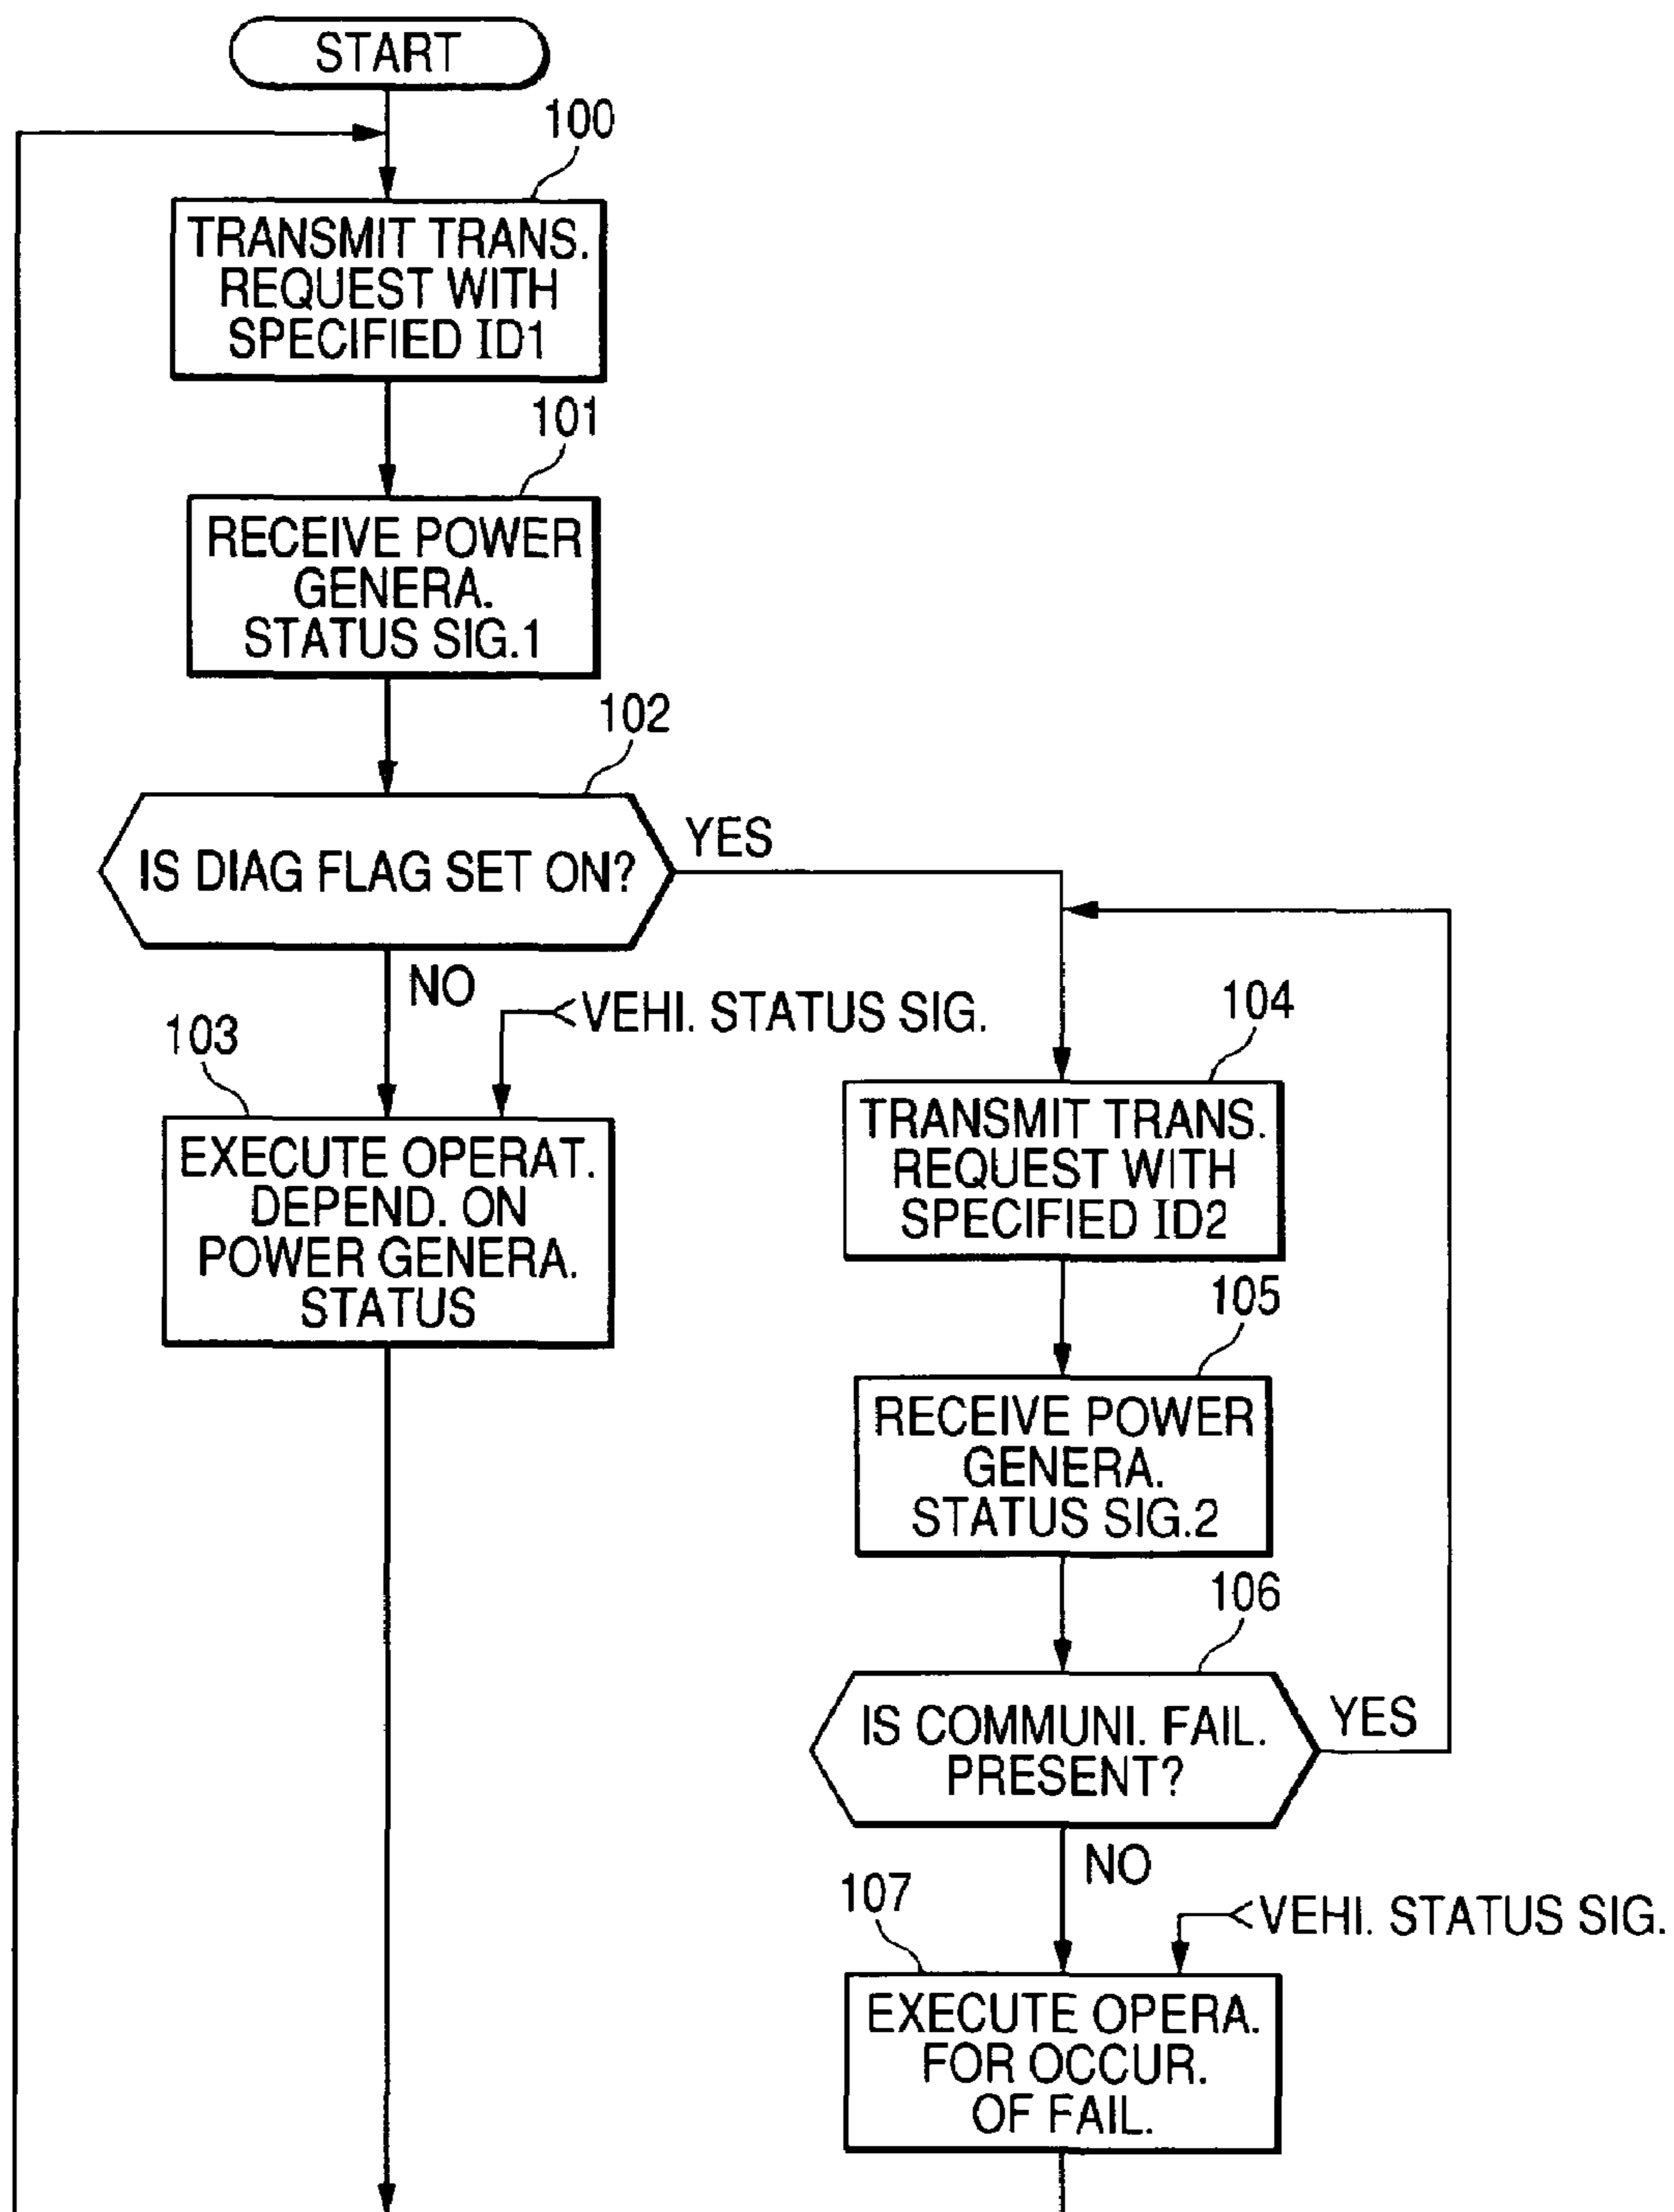 START
100
TRANSMIT TRANS.
REQUEST WITH
SPECIFIED ID1
101
RECEIVE POWER
GENERA.
STATUS SIG.1
102
IS DIAG FLAG SET ON?
YES
NO
VEHI. STATUS SIG.
103
EXECUTE OPERAT.
DEPEND. ON
POWER GENERA.
STATUS
104
TRANSMIT TRANS.
REQUEST WITH
SPECIFIED ID2
105
RECEIVE POWER
GENERA.
STATUS SIG.2
106
IS COMMUNI. FAIL.
PRESENT?
YES
NO
107
VEHI. STATUS SIG.
EXECUTE OPERA.
FOR OCCUR.
OF FAIL.